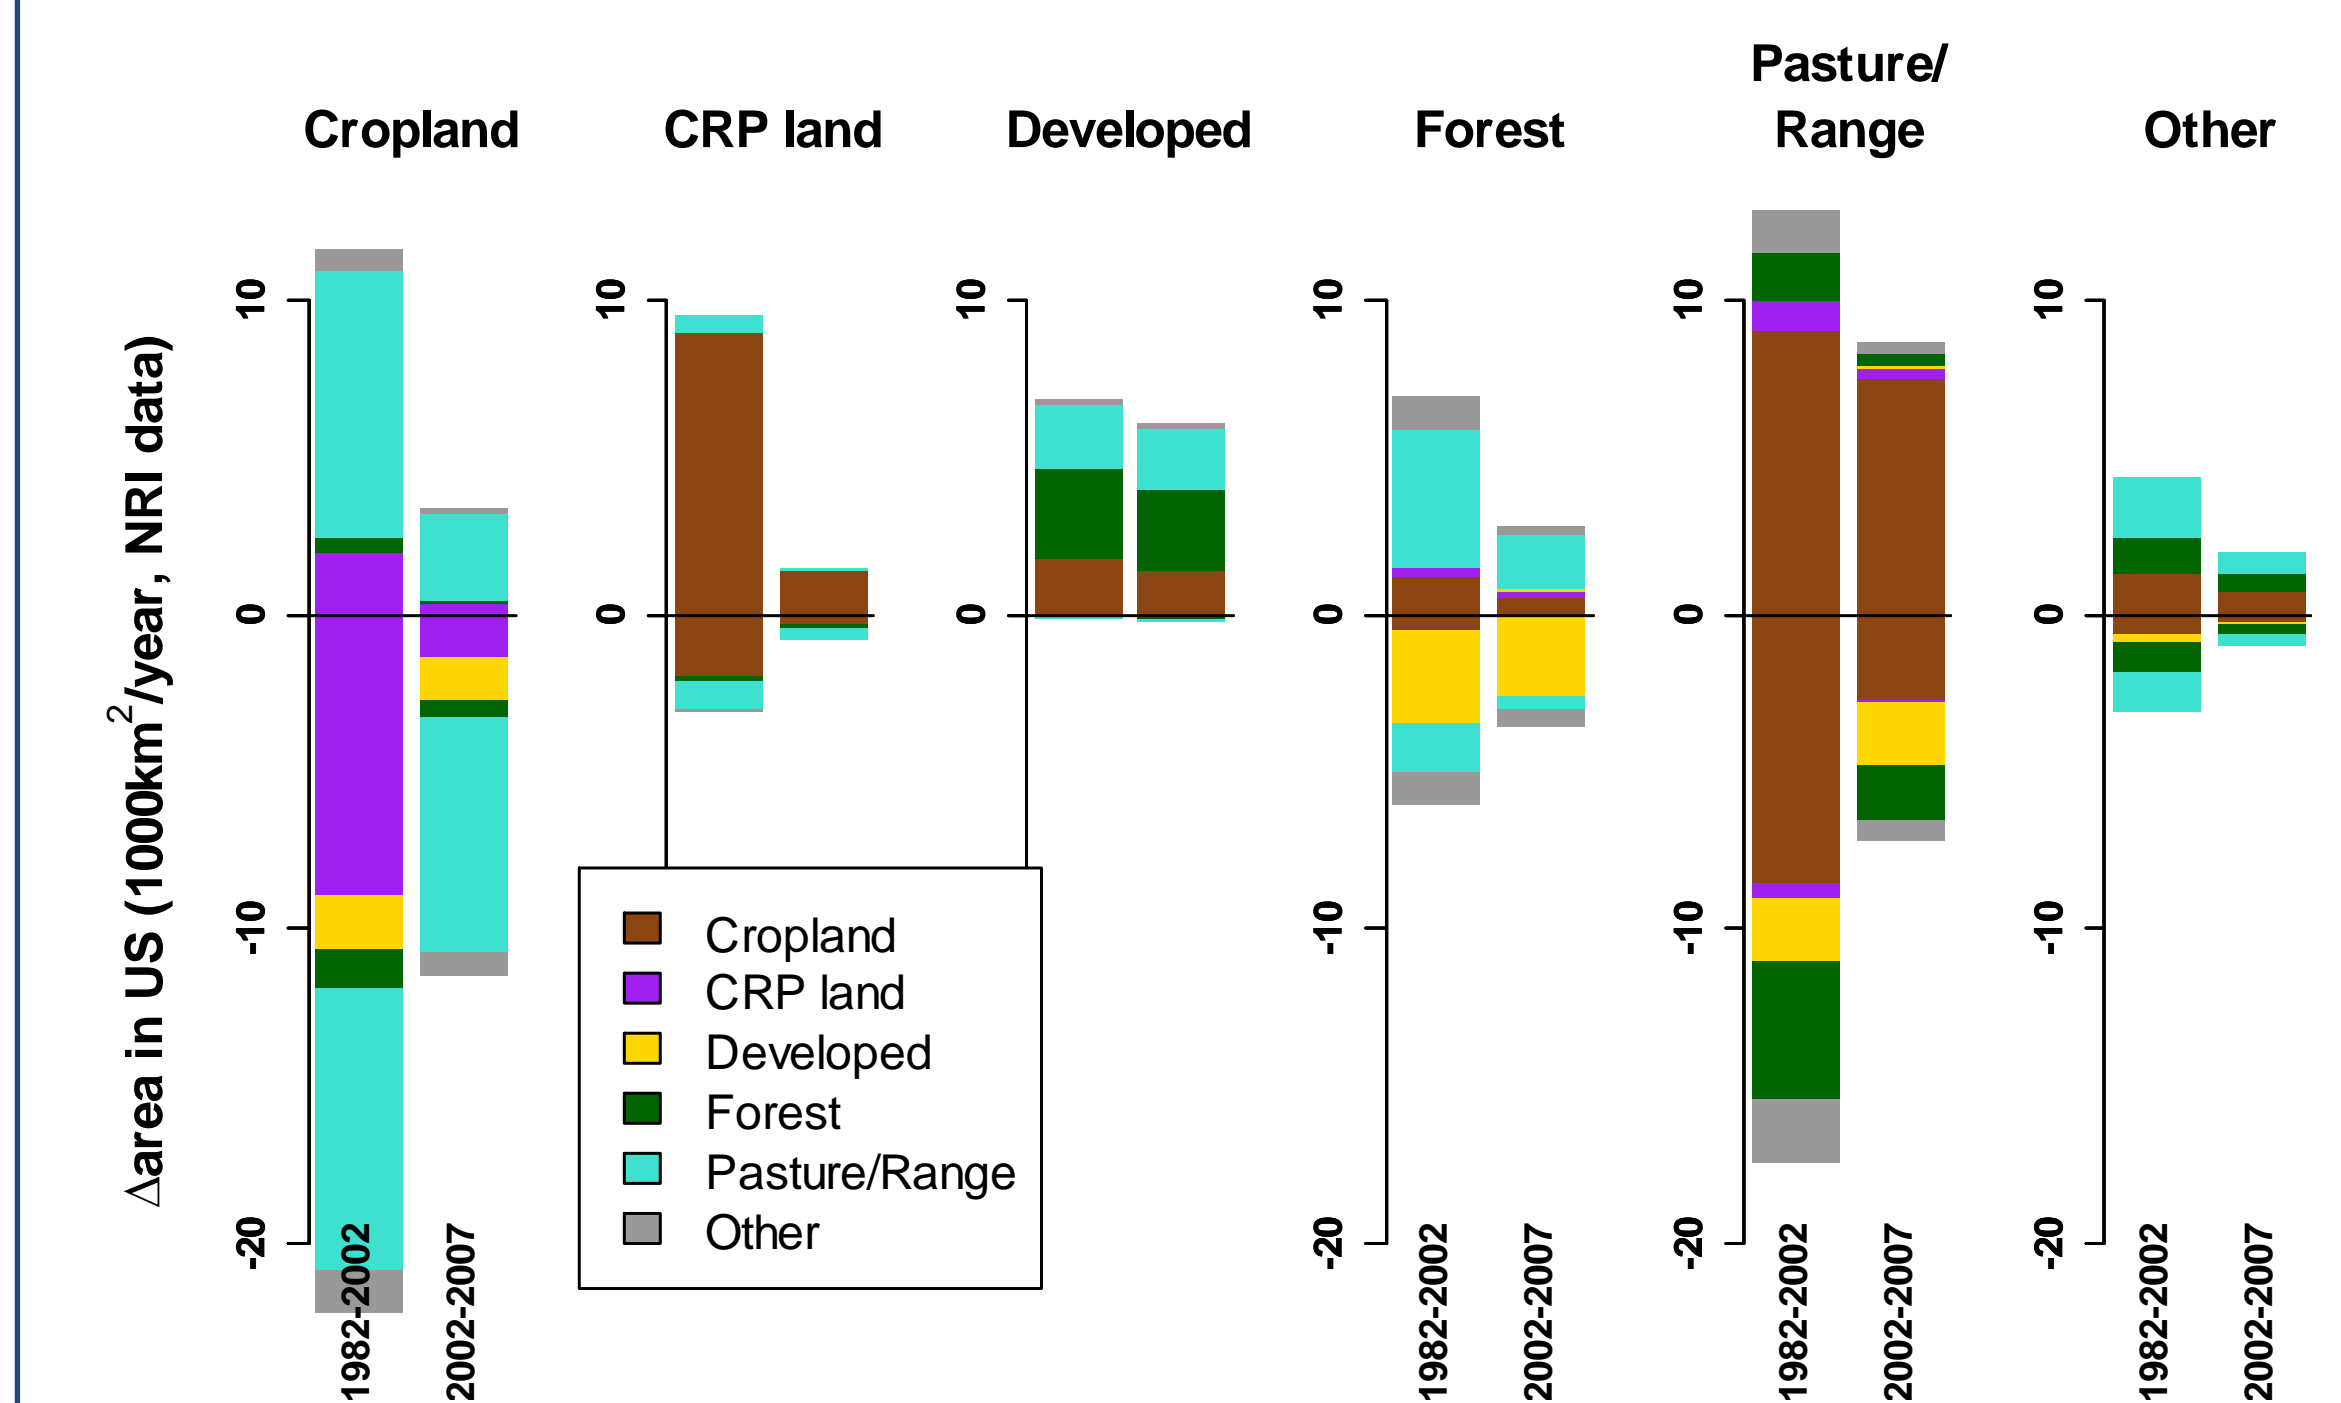 Pasture/
Cropland CRP land Developed Forest Range Other
Δarea in US (1000km²/year, NRI data)
10 10 10 10 10 10
0 0 0 0 0 0
-10 -10 -10 -10
-20 -20 -20 -20
Cropland
CRP land
Developed
Forest
Pasture/Range
Other
1982-2002 2002-2007 1982-2002 2002-2007 1982-2002 2002-2007 1982-2002 2002-2007